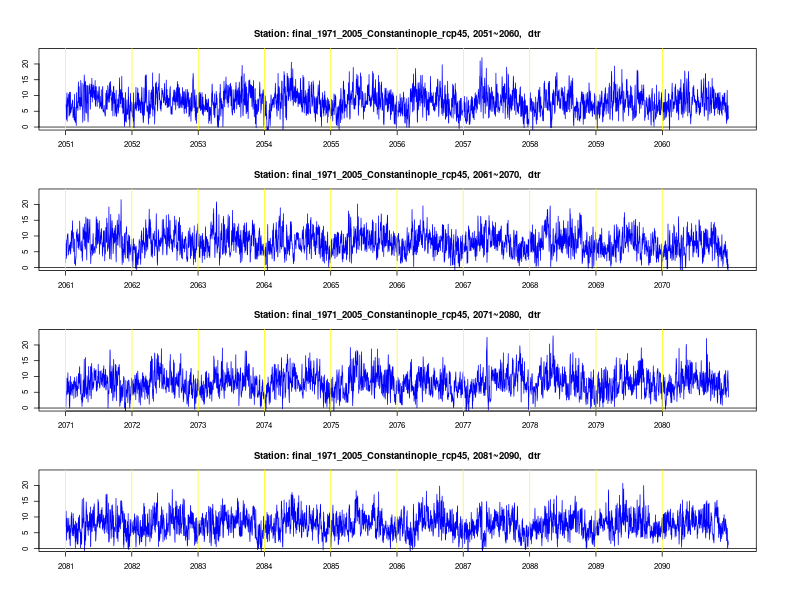 Station: final_1971_2005_Constantinople_rcp45, 2051~2060, dtr
20
15
10
5
0
2051 2052 2053 2054 2055 2056 2057 2058 2059 2060
Station: final_1971_2005_Constantinople_rcp45, 2061~2070, dtr
20
15
10
5
0
2061 2062 2063 2064 2065 2066 2067 2068 2069 2070
Station: final_1971_2005_Constantinople_rcp45, 2071~2080, dtr
20
15
10
5
0
2071 2072 2073 2074 2075 2076 2077 2078 2079 2080
Station: final_1971_2005_Constantinople_rcp45, 2081~2090, dtr
20
15
10
5
0
2081 2082 2083 2084 2085 2086 2087 2088 2089 2090